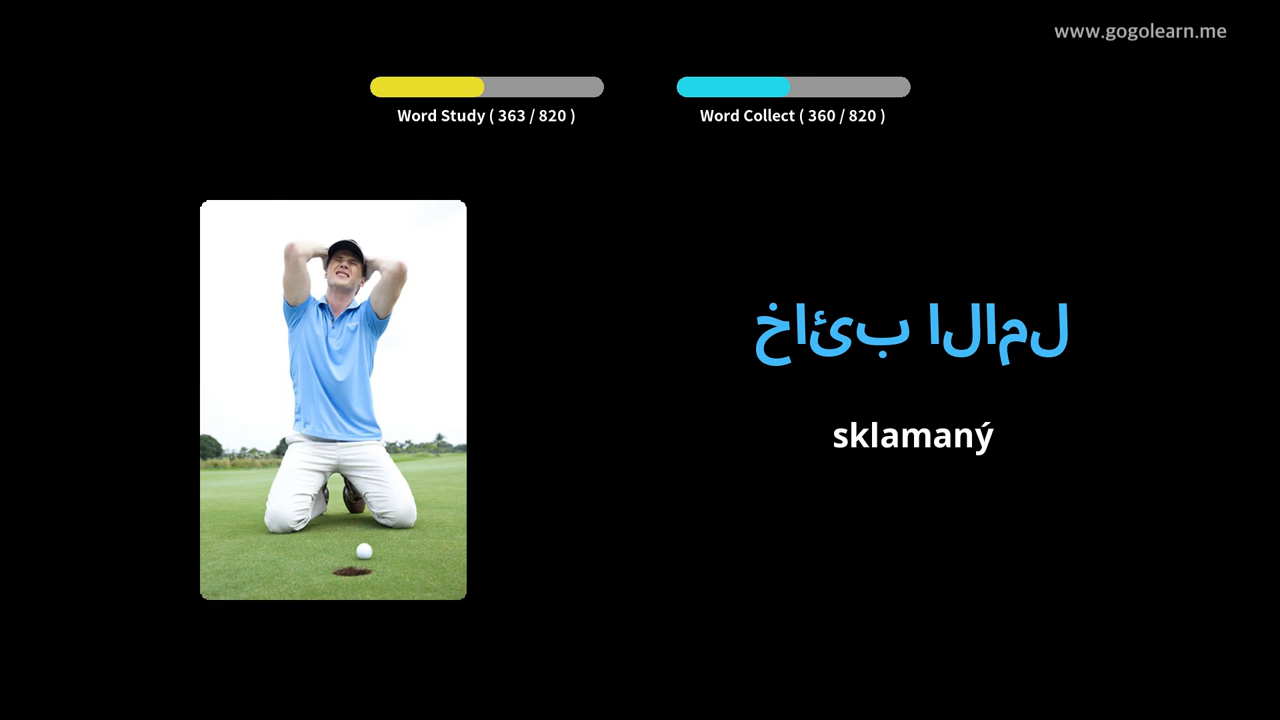 www.gogolearn.me
Word Study ( 363 / 820 )
Word Collect ( 360 / 820 )
خائب الامل
sklamaný